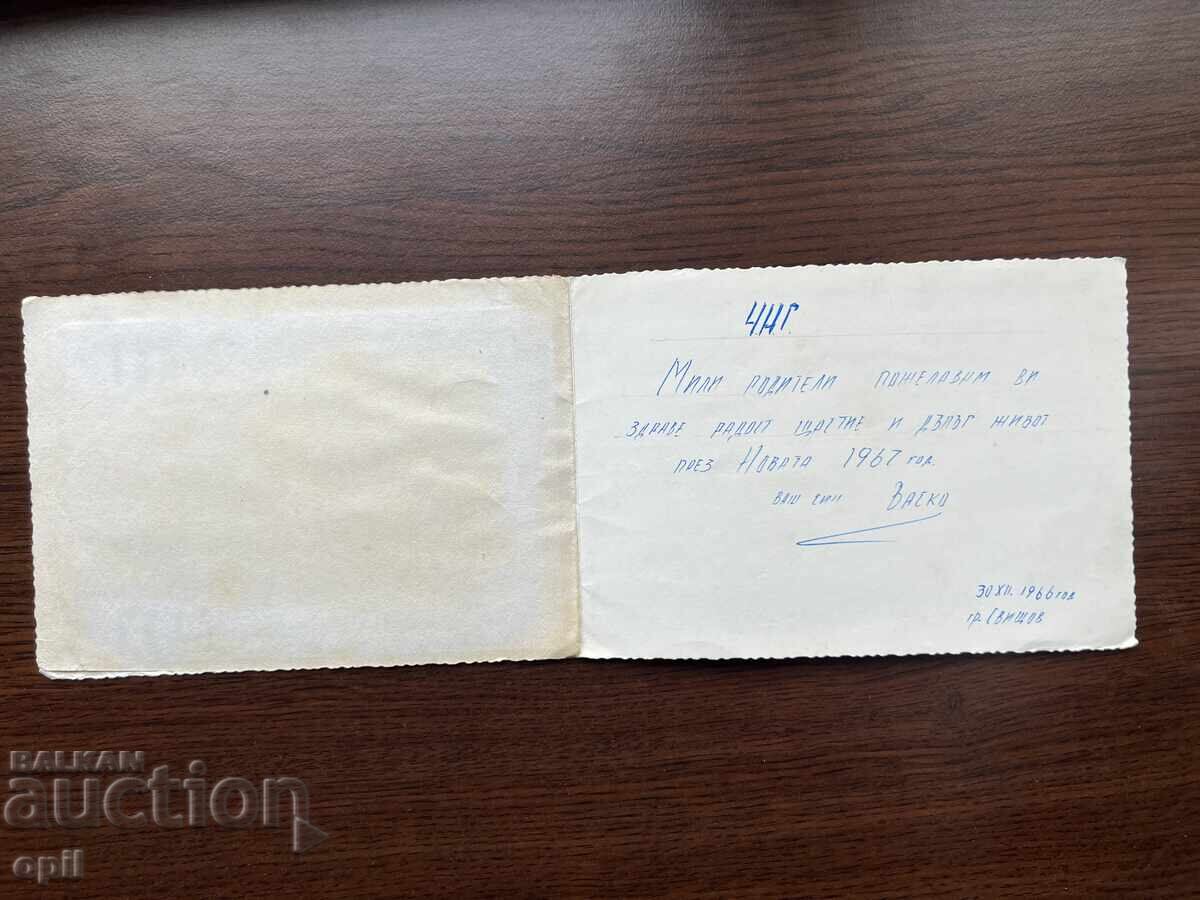 Ч.Н.Г.
Мили родители пожелавам ви
здраве радост щастие и дълъг живот
през Новата 1967 год.
ваш син Васко
30 XII. 1966 год
гр. Свищов
BALKAN
auction
opil